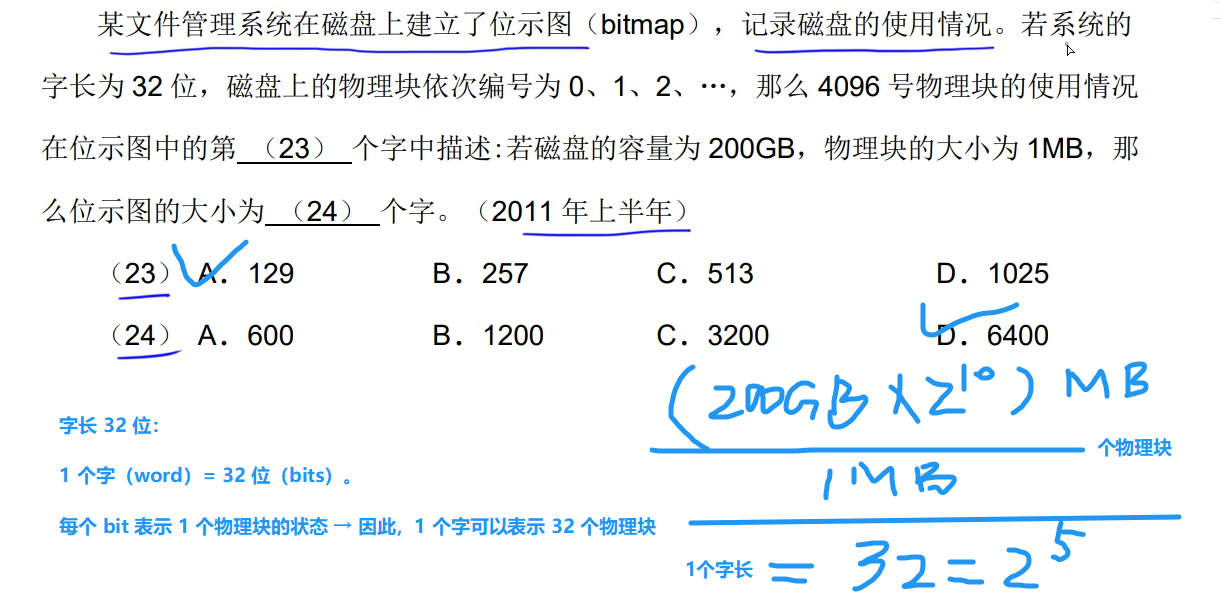 某文件管理系统在磁盘上建立了位示图（bitmap），记录磁盘的使用情况。若系统的
字长为 32 位，磁盘上的物理块依次编号为 0、1、2、…，那么 4096 号物理块的使用情况
在位示图中的第 （23） 个字中描述:若磁盘的容量为 200GB，物理块的大小为 1MB，那
么位示图的大小为 （24） 个字。（2011 年上半年）
（23） A．129 B．257 C．513 D．1025
（24） A．600 B．1200 C．3200 D．6400
字长 32 位：
1 个字（word）= 32 位（bits）。
每个 bit 表示 1 个物理块的状态 → 因此，1 个字可以表示 32 个物理块
(200GB × 2^10) MB
个物理块
1MB
1个字长 = 32 = 2^5